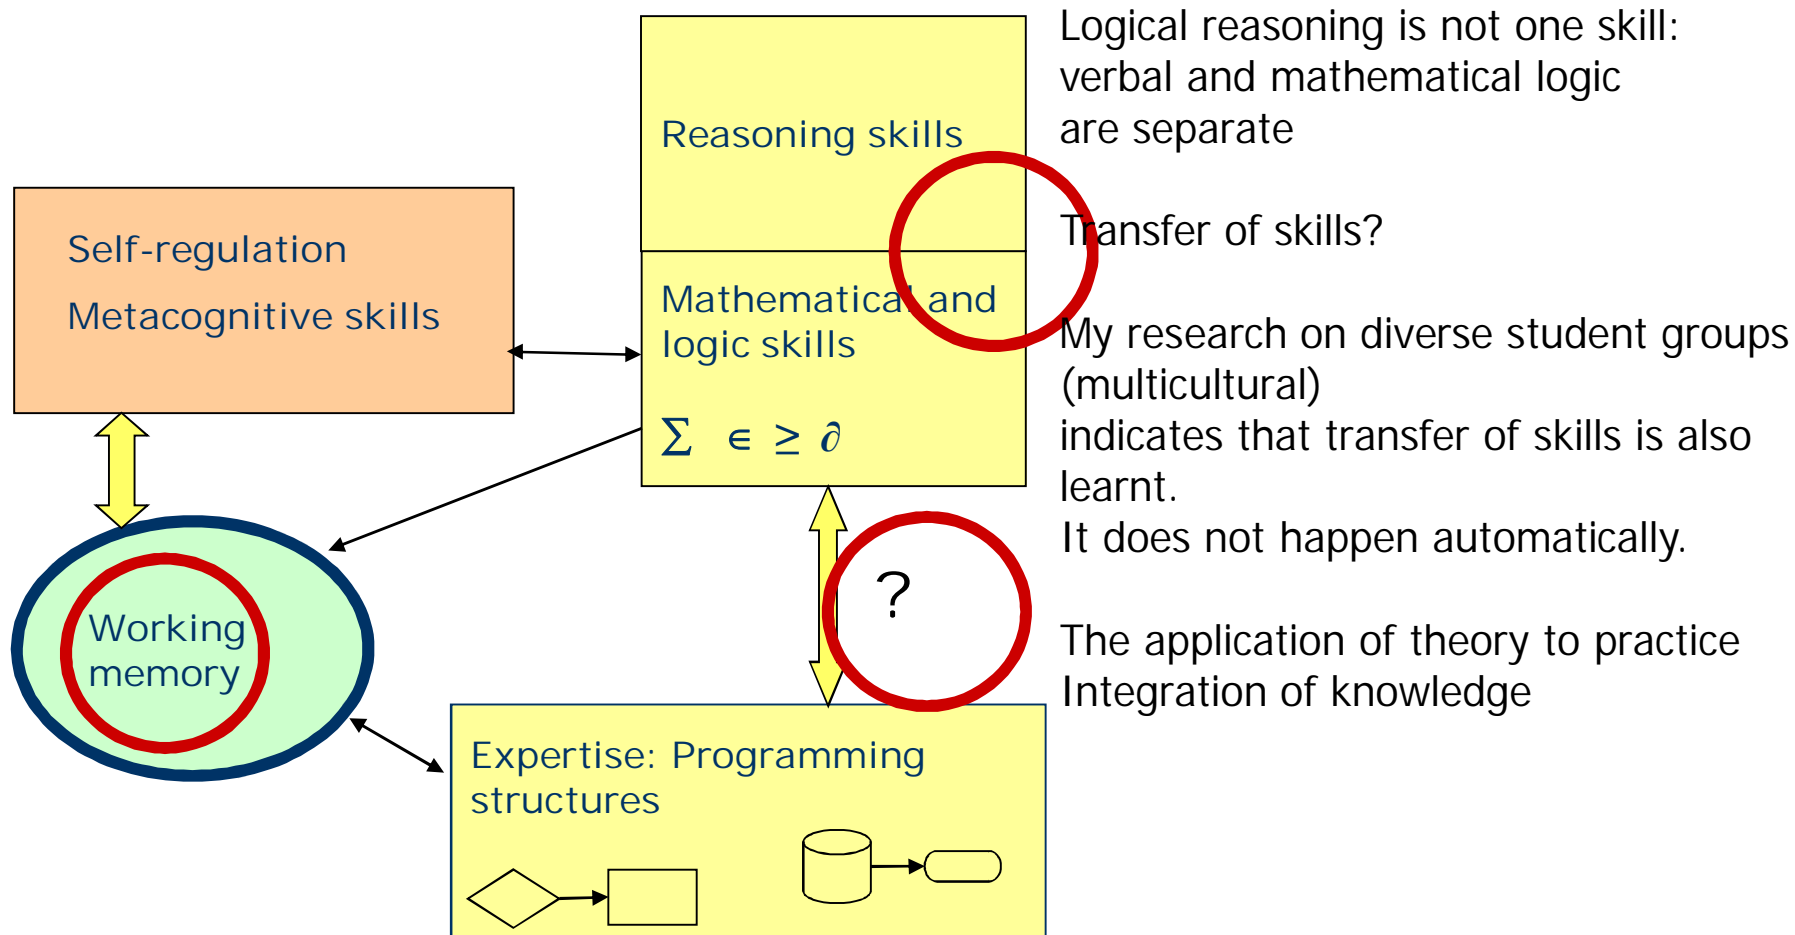 Reasoning skills
Self-regulation
Metacognitive skills
Mathematical and
logic skills
∑ ∊ ≥ ∂
Working
memory
?
Expertise: Programming
structures
Logical reasoning is not one skill:
verbal and mathematical logic
are separate
Transfer of skills?
My research on diverse student groups
(multicultural)
indicates that transfer of skills is also
learnt.
It does not happen automatically.
The application of theory to practice
Integration of knowledge